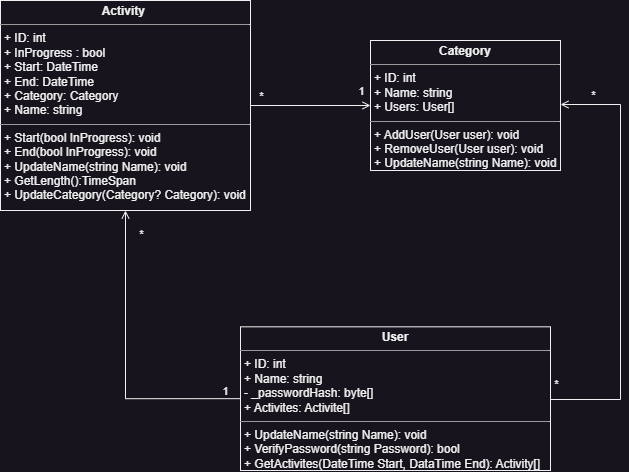 Activity
+ ID: int
+ InProgress : bool
+ Start: DateTime
+ End: DateTime
+ Category: Category
+ Name: string
+ Start(bool InProgress): void
+ End(bool InProgress): void
+ UpdateName(string Name): void
+ GetLength():TimeSpan
+ UpdateCategory(Category? Category): void
*
1
Category
+ ID: int
+ Name: string
+ Users: User[]
+ AddUser(User user): void
+ RemoveUser(User user): void
+ UpdateName(string Name): void
*
*
1
User
+ ID: int
+ Name: string
- _passwordHash: byte[]
+ Activites: Activite[]
+ UpdateName(string Name): void
+ VerifyPassword(string Password): bool
+ GetActivites(DateTime Start, DataTime End): Activity[]
*